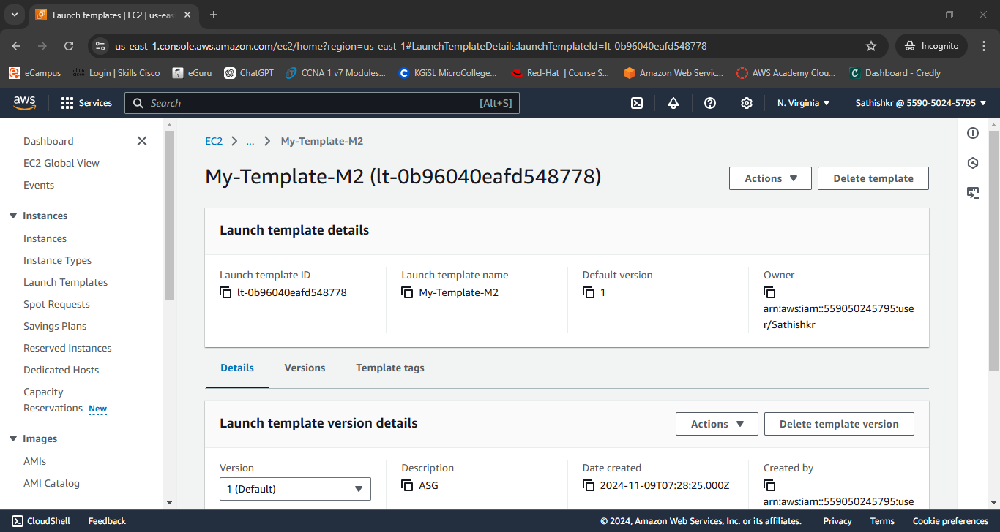 Launch templates | EC2 | us-eas
us-east-1.console.aws.amazon.com/ec2/home?region=us-east-1#LaunchTemplateDetails:launchTemplateId=lt-0b96040eafd548778
Incognito
eCampus
Login | Skills Cisco
eGuru
ChatGPT
CCNA 1 v7 Modules...
KGiSL MicroCollege...
Red-Hat | Course S...
Amazon Web Servic...
AWS Academy Clou...
Dashboard - Credly
aws
Services
Search
[Alt+S]
N. Virginia
Sathishkr @ 5590-5024-5795
Dashboard
EC2 Global View
Events
Instances
Instances
Instance Types
Launch Templates
Spot Requests
Savings Plans
Reserved Instances
Dedicated Hosts
Capacity
Reservations New
Images
AMIs
AMI Catalog
EC2
...
My-Template-M2
My-Template-M2 (lt-0b96040eafd548778)
Actions
Delete template
Launch template details
Launch template ID
lt-0b96040eafd548778
Launch template name
My-Template-M2
Default version
1
Owner
arn:aws:iam::559050245795:use
r/Sathishkr
Details
Versions
Template tags
Launch template version details
Actions
Delete template version
Version
1 (Default)
Description
ASG
Date created
2024-11-09T07:28:25.000Z
Created by
arn:aws:iam::559050245795:use
CloudShell
Feedback
© 2024, Amazon Web Services, Inc. or its affiliates.
Privacy
Terms
Cookie preferences